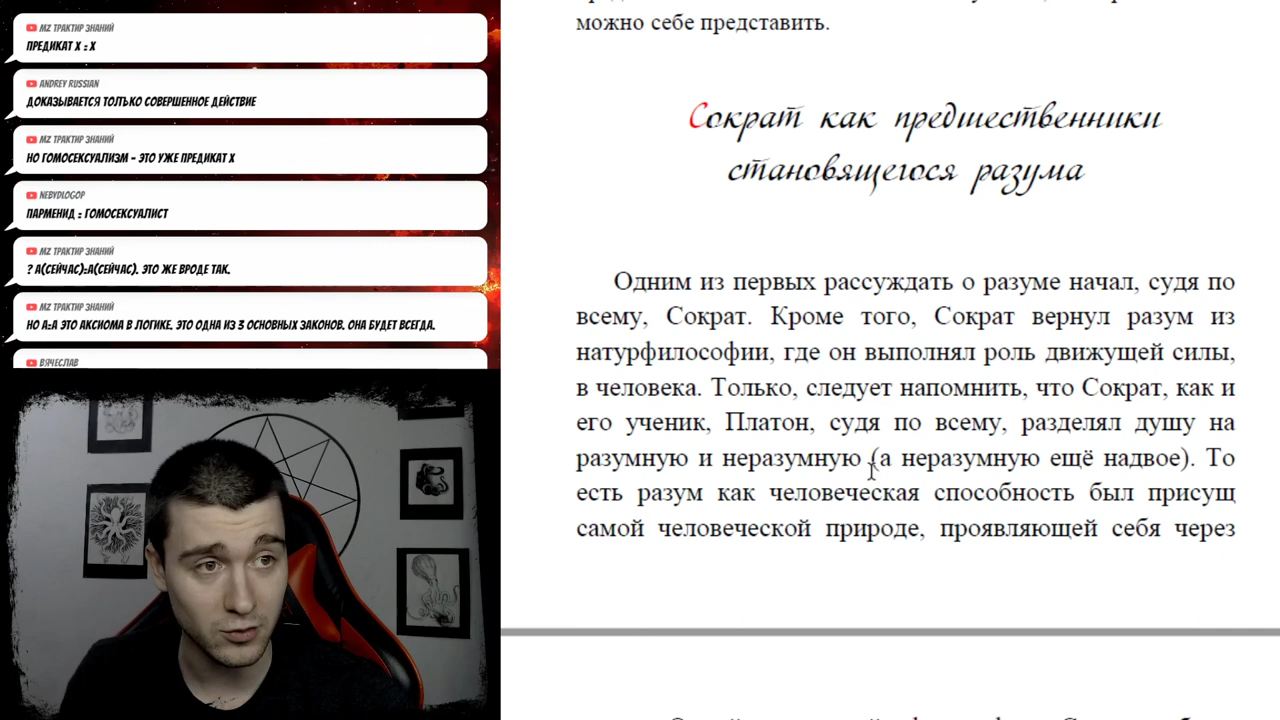 MZ ТРАКТИР ЗНАНИЙ
ПРЕДИКАТ X = X
ANDREY RUSSIAN
ДОКАЗЫВАЕТСЯ ТОЛЪКО СОВЕРШЕННОЕ ДЕЙСТВИЕ
MZ ТРАКТИР ЗНАНИЙ
НО ГОМОСЕКСУАЛИЗМ - ЭТО УЖЕ ПРЕДИКАТ X
NEBYDLOGOP
ПАРМЕНИД = ГОМОСЕКСУАЛИСТ
MZ ТРАКТИР ЗНАНИЙ
? А(СЕЙЧАС)=А(СЕЙЧАС). ЭТО ЖЕ ВРОДЕ ТАК.
MZ ТРАКТИР ЗНАНИЙ
НО А=А ЭТО АКСИОМА В ЛОГИКЕ. ЭТО ОДНА ИЗ 3 ОСНОВНЫХ ЗАКОНОВ. ОНА БУДЕТ ВСЕГДА.
ВЯЧЕСЛАВ
можно себе представить.
Сократ как предшественники
становящегося разума
Одним из первых рассуждать о разуме начал, судя по
всему, Сократ. Кроме того, Сократ вернул разум из
натурфилософии, где он выполнял роль движущей силы,
в человека. Только, следует напомнить, что Сократ, как и
его ученик, Платон, судя по всему, разделял душу на
разумную и неразумную (а неразумную ещё надвое). То
есть разум как человеческая способность был присущ
самой человеческой природе, проявляющей себя через